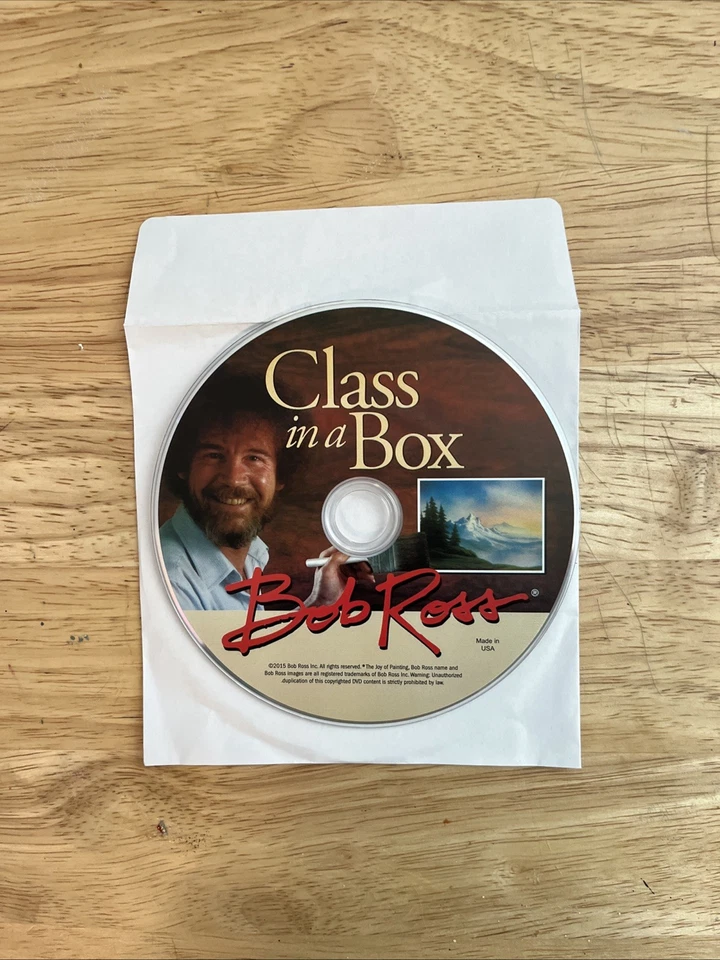 Class
in a Box
Bob Ross®
Made in
USA
©2015 Bob Ross Inc. All rights reserved. ® The Joy of Painting, Bob Ross name and
Bob Ross images are all registered trademarks of Bob Ross Inc. Warning: Unauthorized
duplication of this copyrighted DVD content is strictly prohibited by law.